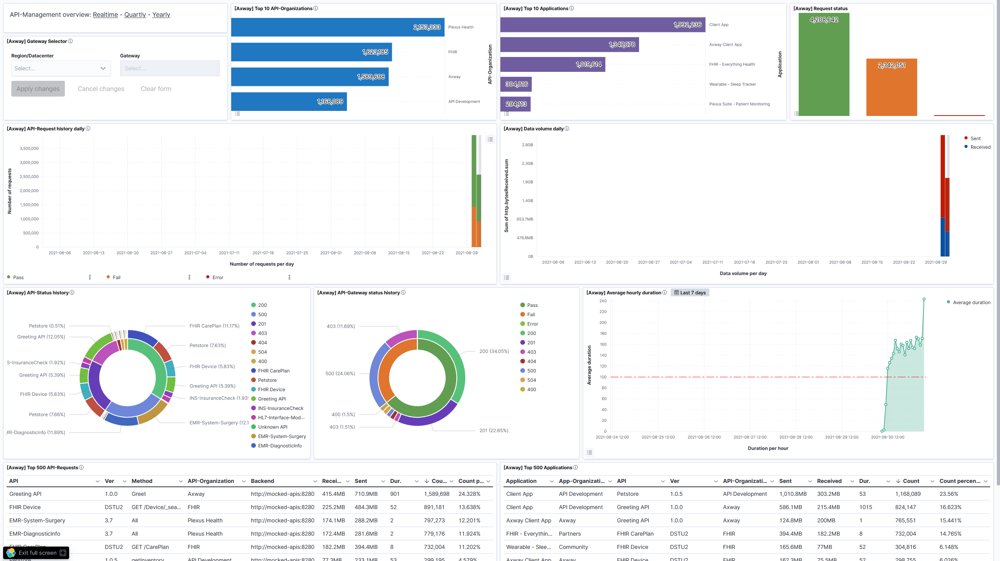 API-Management overview: Realtime - Quartly - Yearly
[Axway] Gateway Selector
Region/Datacenter
Gateway
Select...
Select...
Apply changes
Cancel changes
Clear form
[Axway] Top 10 API-Organizations
2,153,333
Plexus Health
1,623,185
FHIR
1,589,698
Axway
1,168,089
API Development
API-Organization
[Axway] Top 10 Applications
1,992,236
Client App
1,347,078
Axway Client App
1,019,614
FHIR - Everything Health
304,816
Wearable - Sleep Tracker
294,113
Plexus Suite - Patient Monitoring
Application
[Axway] Request status
4,208,642
2,342,051
[Axway] API-Request history daily
Number of requests
3,500,000
3,000,000
2,500,000
2,000,000
1,500,000
1,000,000
500,000
0
2021-06-06 2021-06-13 2021-06-20 2021-06-27 2021-07-04 2021-07-11 2021-07-18 2021-07-25 2021-08-01 2021-08-08 2021-08-15 2021-08-22 2021-08-29
Number of requests per day
Pass Fail Error
[Axway] Data volume daily
Sum of http.bytesReceived.sum
2.8GB
2.3GB
1.9GB
1.4GB
953.7MB
476.8MB
0B
2021-06-06 2021-06-13 2021-06-20 2021-06-27 2021-07-04 2021-07-11 2021-07-18 2021-07-25 2021-08-01 2021-08-08 2021-08-15 2021-08-22 2021-08-29
Data volume per day
Sent
Received
[Axway] API-Status history
Petstore (0.51%)
Greeting API (12.05%)
S-InsuranceCheck (1.92%)
Greeting API (5.39%)
FHIR Device (5.83%)
Petstore (7.66%)
MR-DiagnosticInfo (11.89%)
FHIR CarePlan (11.17%)
Petstore (7.63%)
FHIR Device (5.83%)
Greeting API (5.39%)
INS-InsuranceCheck (1.93
EMR-System-Surgery (12.1
200
500
201
403
404
504
400
FHIR CarePlan
Petstore
FHIR Device
Greeting API
INS-InsuranceCheck
HL7-Interface-Mod...
Unknown API
EMR-System-Surgery
EMR-DiagnosticInfo
[Axway] API-Gateway status history
403 (11.69%)
500 (24.06%)
400 (1.5%)
403 (1.51%)
200 (34.05%)
201 (22.65%)
Pass
Fail
Error
200
201
403
404
500
504
400
[Axway] Average hourly duration
Last 7 days
Average duration
240
220
200
180
160
140
120
100
80
60
40
20
0
2021-08-24 12:00 2021-08-25 12:00 2021-08-26 12:00 2021-08-27 12:00 2021-08-28 12:00 2021-08-29 12:00 2021-08-30 12:00
Duration per hour
Average duration
[Axway] Top 500 API-Requests
API Ver Method API-Organization Backend Recei... Sent Dur. Cou... Count p...
Greeting API 1.0.0 Greet Axway http://mocked-apis:8280 415.4MB 710.9MB 901 1,589,698 24.328%
FHIR Device DSTU2 GET /Device/_sea... FHIR http://mocked-apis:8280 225.2MB 484.3MB 52 891,181 13.638%
EMR-System-Surgery 3.7 All Plexus Health http://mocked-apis:8280 174.1MB 288.2MB 2 797,273 12.201%
EMR-DiagnosticInfo 3.7 All Plexus Health http://mocked-apis:8280 172.4MB 281.6MB 2 779,176 11.924%
FHIR CarePlan DSTU2 GET /CarePlan FHIR http://mocked-apis:8280 182.2MB 394.4MB 8 732,004 11.202%
Petstore 1.0.5 getInventory API Development http://mocked-apis:8280 77.3MB 233.1MB 53 299,195 4.579%
Exit full screen
[Axway] Top 500 Applications
Application App-Organizati... API Ver API-Organizati... Sent Received Dur. Count Count percen...
Client App API Development Petstore 1.0.5 API Development 1,010.8MB 303.2MB 53 1,168,089 23.56%
Client App API Development Greeting API 1.0.0 Axway 586.1MB 215.4MB 1015 824,147 16.623%
Axway Client App Axway Greeting API 1.0.0 Axway 124.8MB 200MB 1 765,551 15.441%
FHIR - Everythin... Partners FHIR CarePlan DSTU2 FHIR 394.4MB 182.2MB 8 732,004 14.765%
Wearable - Slee... Community FHIR Device DSTU2 FHIR 165.6MB 77MB 52 304,816 6.148%
Axway Client App Axway FHIR Device DSTU2 FHIR 162.3MB 75.5MB 52 298,755 6.026%